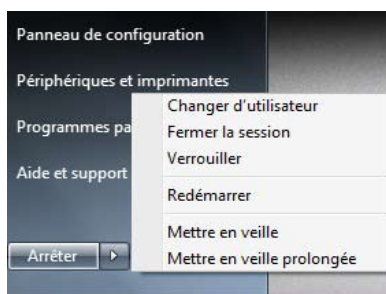 Panneau de configuration
Périphériques et imprimantes
Programmes pa
Aide et support
Changer d'utilisateur
Fermer la session
Verrouiller
Redémarrer
Mettre en veille
Mettre en veille prolongée
Arrêter